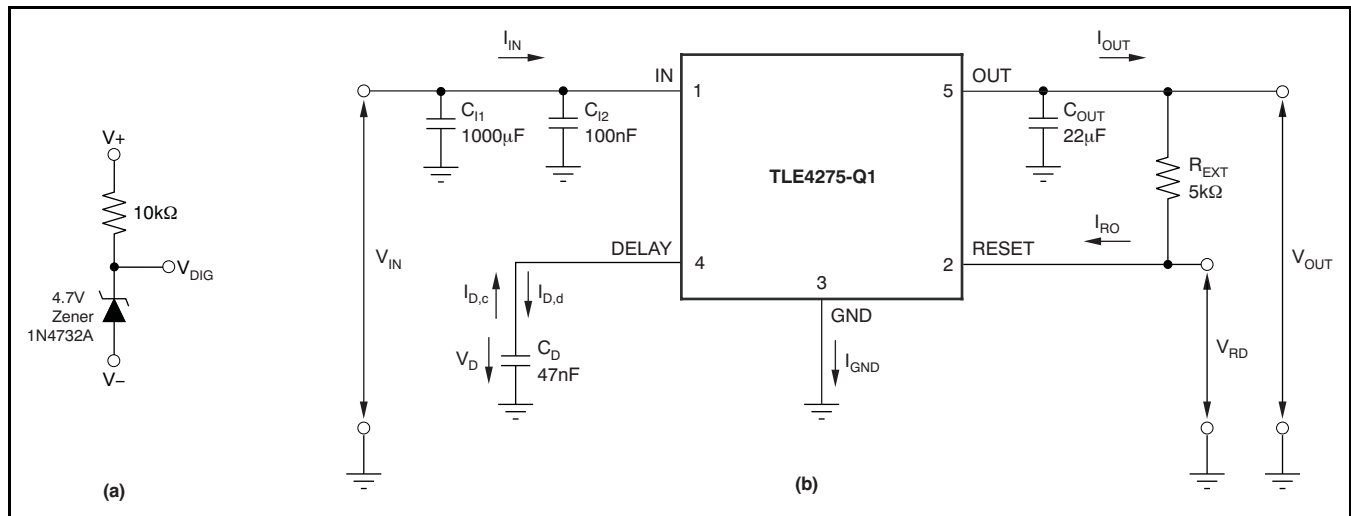 V+
10kΩ
V_DIG
4.7V
Zener
1N4732A
V–
(a)
I_IN
IN
1
C_I1
1000μF
C_I2
100nF
V_IN
DELAY
4
I_D,c
I_D,d
V_D
C_D
47nF
TLE4275-Q1
3
GND
I_GND
5
OUT
I_OUT
C_OUT
22μF
R_EXT
5kΩ
I_RO
2
RESET
V_RD
V_OUT
(b)